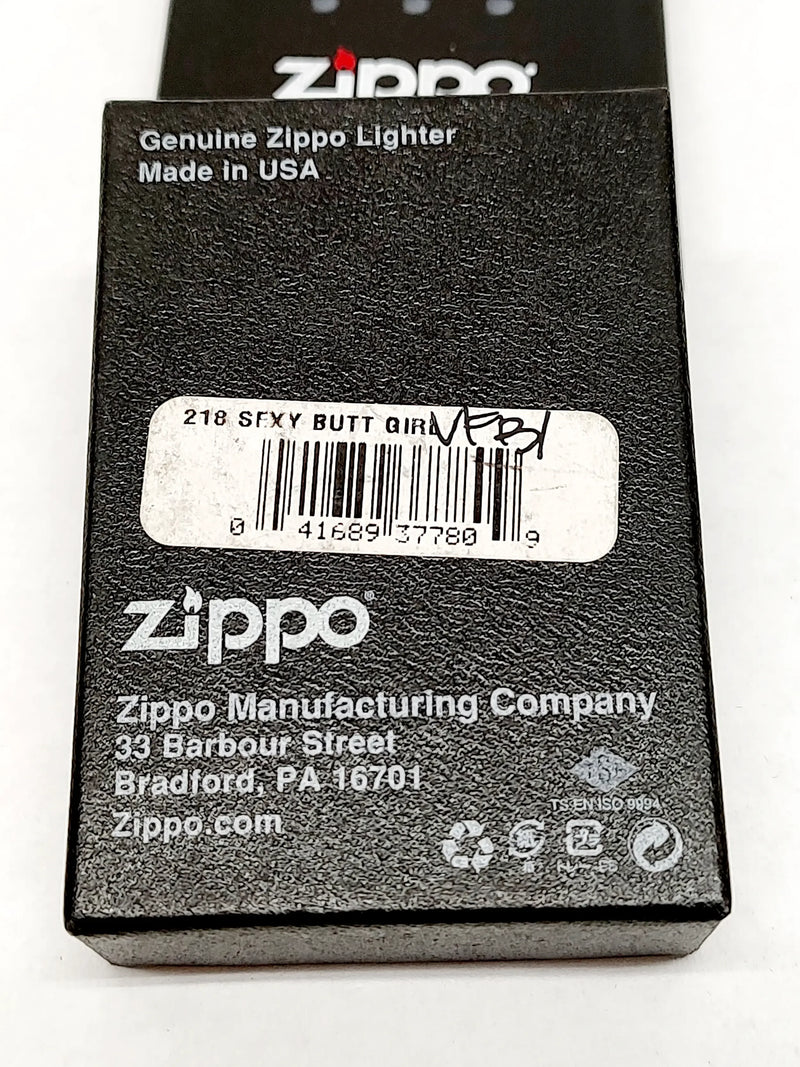 zippo
Genuine Zippo Lighter
Made in USA
218 SEXY BUTT GIRL
0 41689 37780 9
zippo®
Zippo Manufacturing Company
33 Barbour Street
Bradford, PA 16701
TS EN ISO 9994
Zippo.com